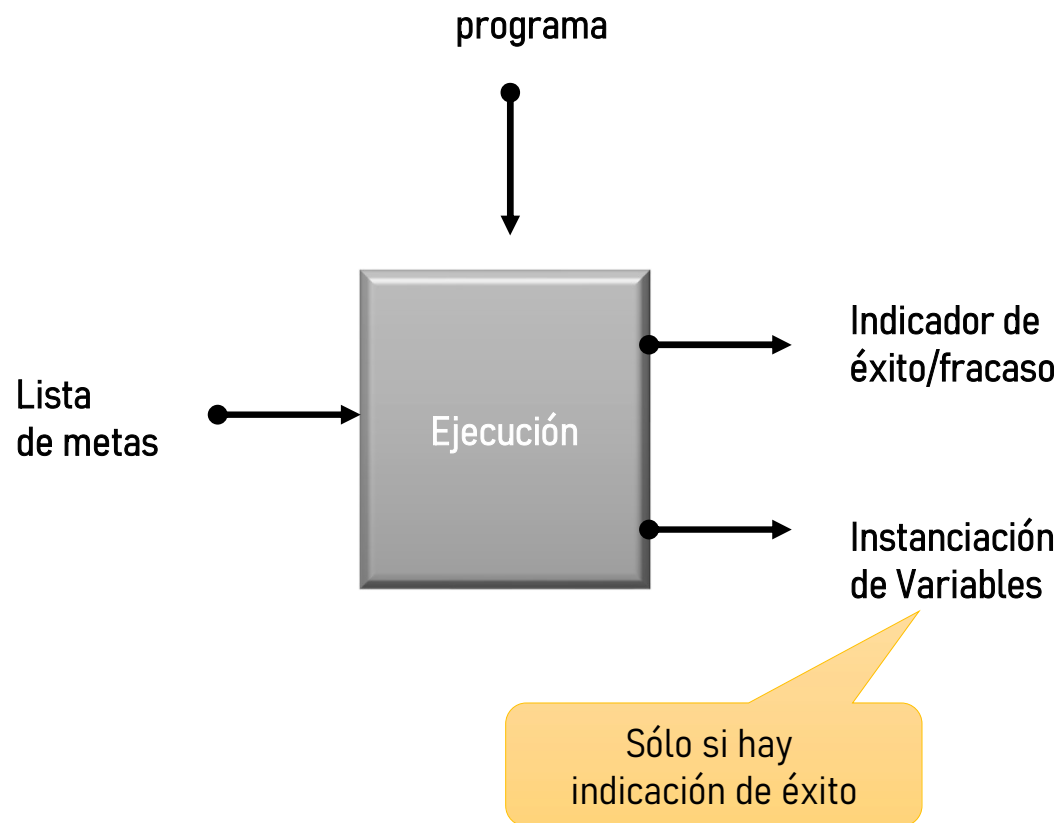 programa
Indicador de
éxito/fracaso
Lista
de metas
Ejecución
Instanciación
de Variables
Sólo si hay
indicación de éxito